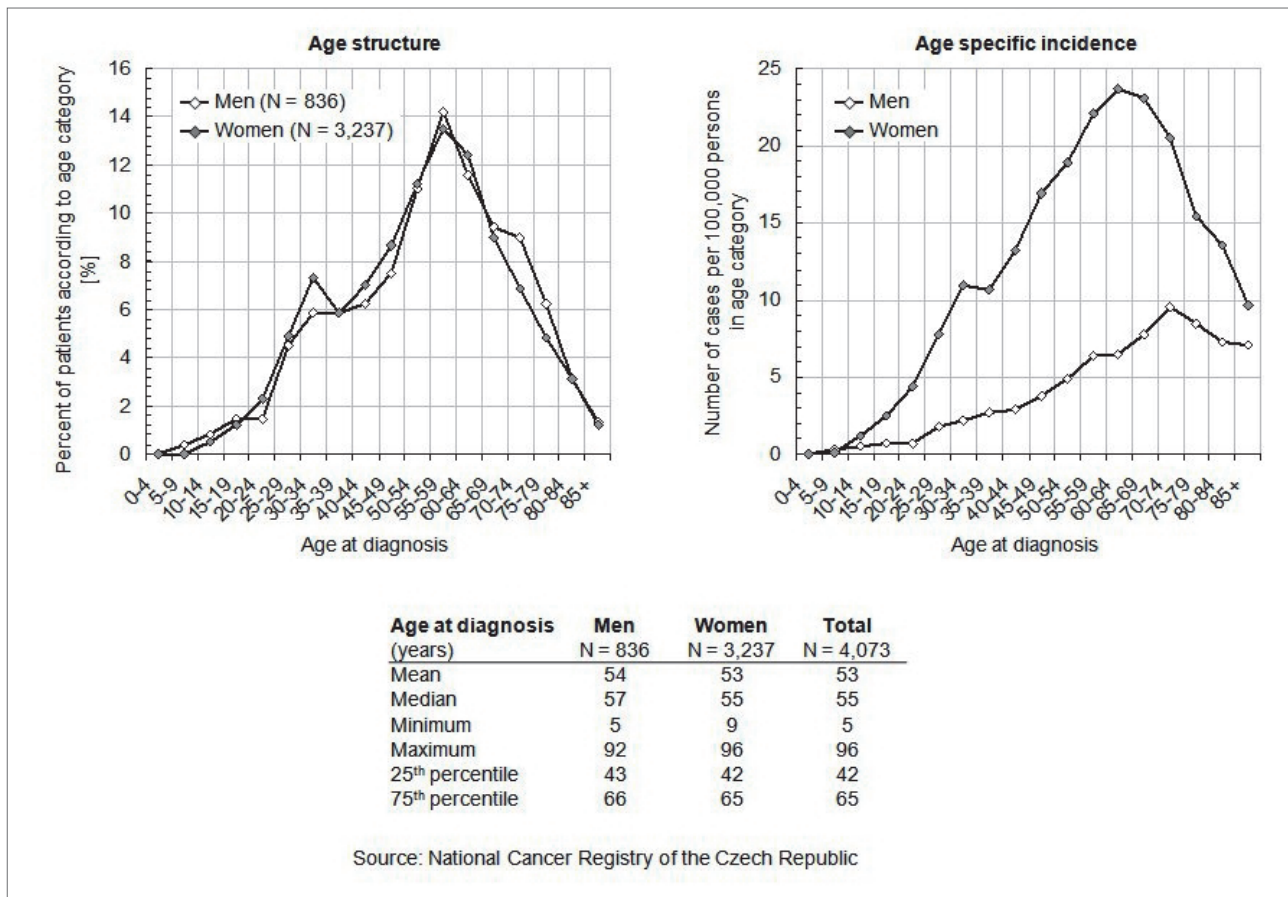 Age structure
Percent of patients according to age category
[%]
16
14
12
10
8
6
4
2
0
Men (N = 836)
Women (N = 3,237)
0-4
5-9
10-14
15-19
20-24
25-29
30-34
35-39
40-44
45-49
50-54
55-59
60-64
65-69
70-74
75-79
80-84
85+
Age at diagnosis
Age specific incidence
Number of cases per 100,000 persons
in age category
25
20
15
10
5
0
Men
Women
0-4
5-9
10-14
15-19
20-24
25-29
30-34
35-39
40-44
45-49
50-54
55-59
60-64
65-69
70-74
75-79
80-84
85+
Age at diagnosis
Age at diagnosis Men Women Total
(years) N = 836 N = 3,237 N = 4,073
Mean 54 53 53
Median 57 55 55
Minimum 5 9 5
Maximum 92 96 96
25th percentile 43 42 42
75th percentile 66 65 65
Source: National Cancer Registry of the Czech Republic